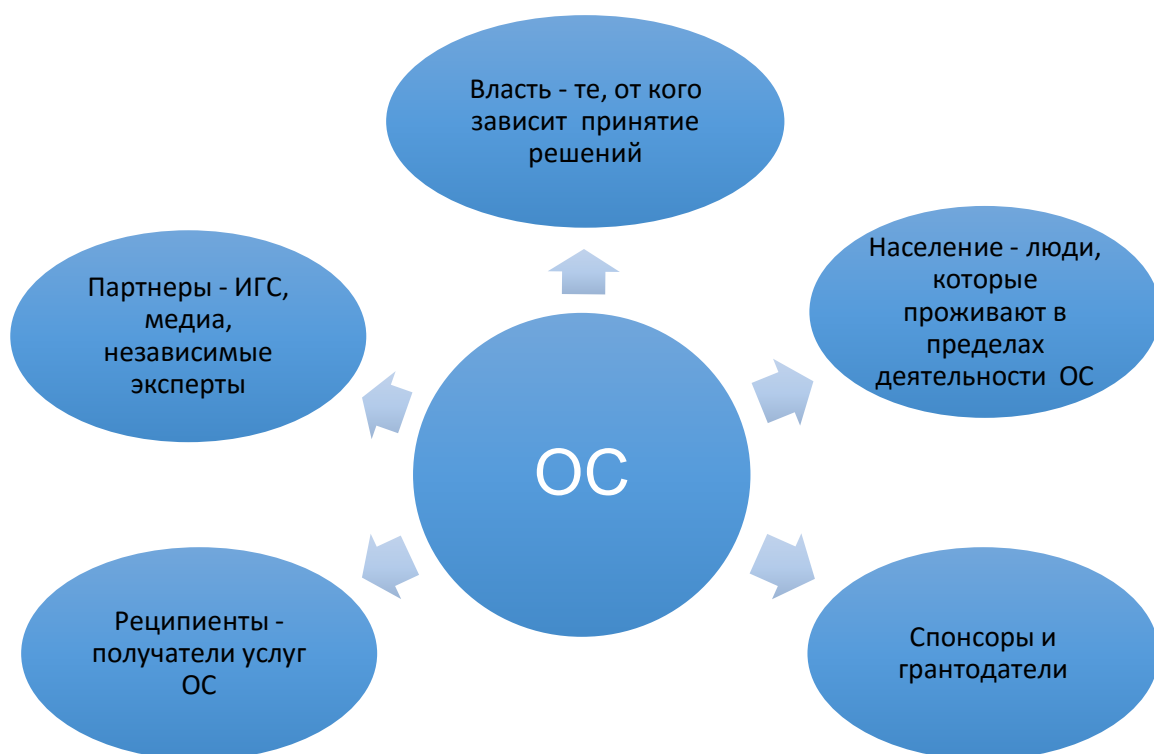 Власть - те, от кого
зависит принятие
решений
Население - люди,
которые
проживают в
пределах
деятельности ОС
Партнеры - ИГС,
медиа,
независимые
эксперты
ОС
Реципиенты -
получатели услуг
ОС
Спонсоры и
грантодатели